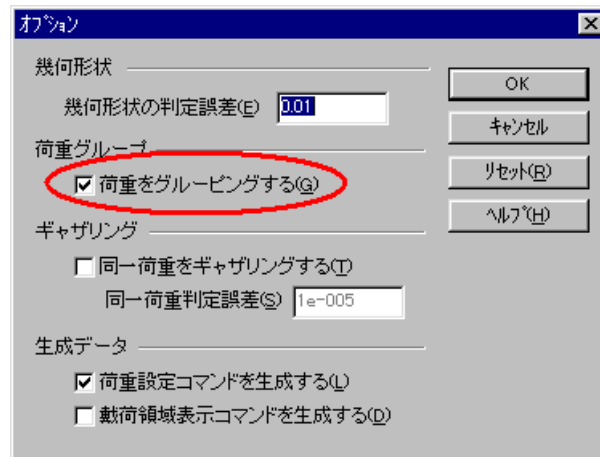 オプション
幾何形状
幾何形状の判定誤差(E) 0.01
荷重グループ
荷重をグルーピングする(G)
ギャザリング
同一荷重をギャザリングする(T)
同一荷重判定誤差(S) 1e-005
生成データ
荷重設定コマンドを生成する(L)
載荷領域表示コマンドを生成する(D)
OK
キャンセル
リセット(R)
ヘルプ(H)